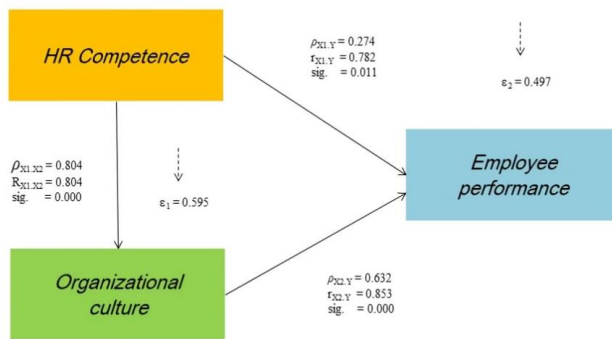 HR Competence
ρX1.Y = 0.274
rX1.Y = 0.782
sig. = 0.011
ε2 = 0.497
ρX1.X2 = 0.804
RX1.X2 = 0.804
sig. = 0.000
ε1 = 0.595
Employee
performance
Organizational
culture
ρX2.Y = 0.632
rX2.Y = 0.853
sig. = 0.000